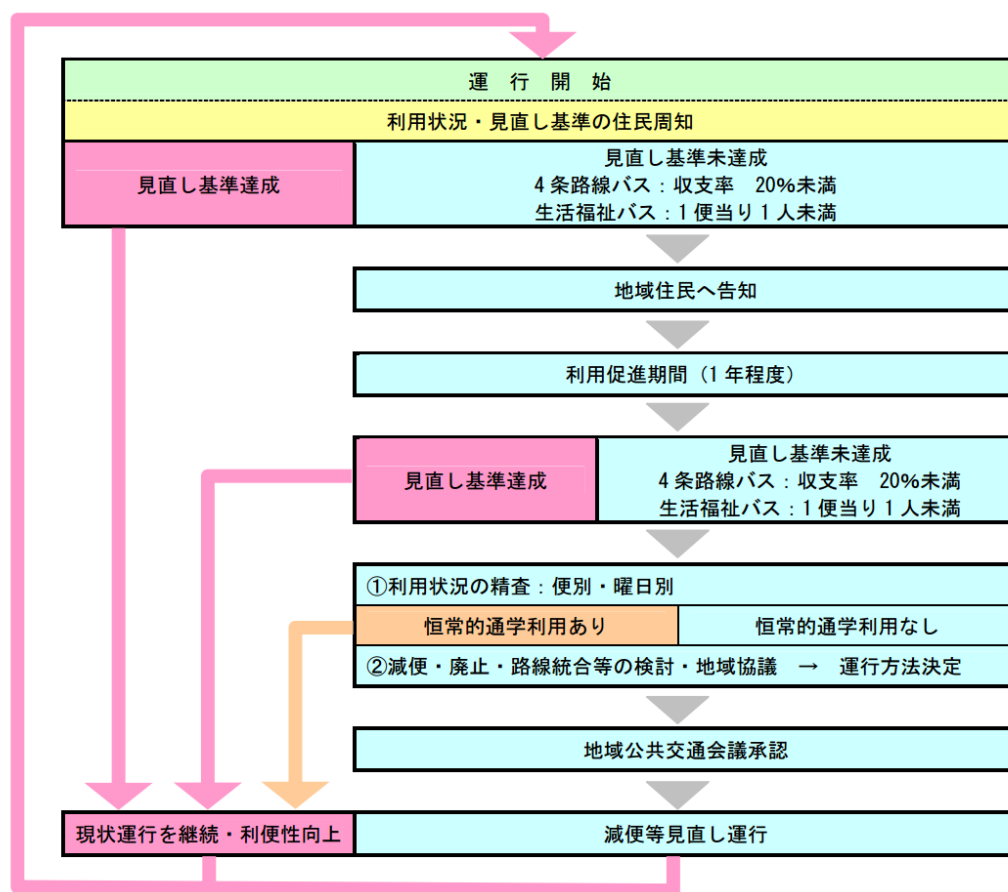 運 行 開 始
利用状況・見直し基準の住民周知
見直し基準達成
見直し基準未達成
4条路線バス：収支率 20%未満
生活福祉バス：1便当り1人未満
地域住民へ告知
利用促進期間（1年程度）
見直し基準達成
見直し基準未達成
4条路線バス：収支率 20%未満
生活福祉バス：1便当り1人未満
①利用状況の精査：便別・曜日別
恒常的通学利用あり
恒常的通学利用なし
②減便・廃止・路線統合等の検討・地域協議 → 運行方法決定
地域公共交通会議承認
現状運行を継続・利便性向上
減便等見直し運行